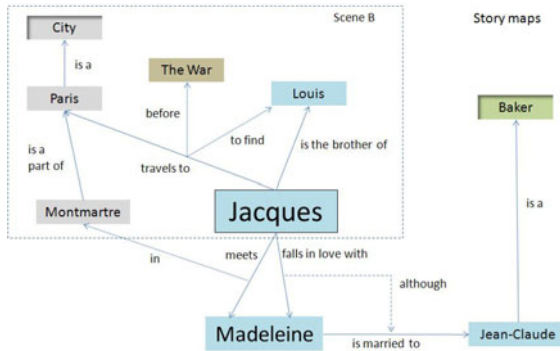 Scene B
Story maps
City
is a
The War
Louis
Paris
Baker
before
to find
is the brother of
is a
part of
travels to
Montmartre
Jacques
is a
in
meets
falls in love with
although
Madeleine
is married to
Jean-Claude